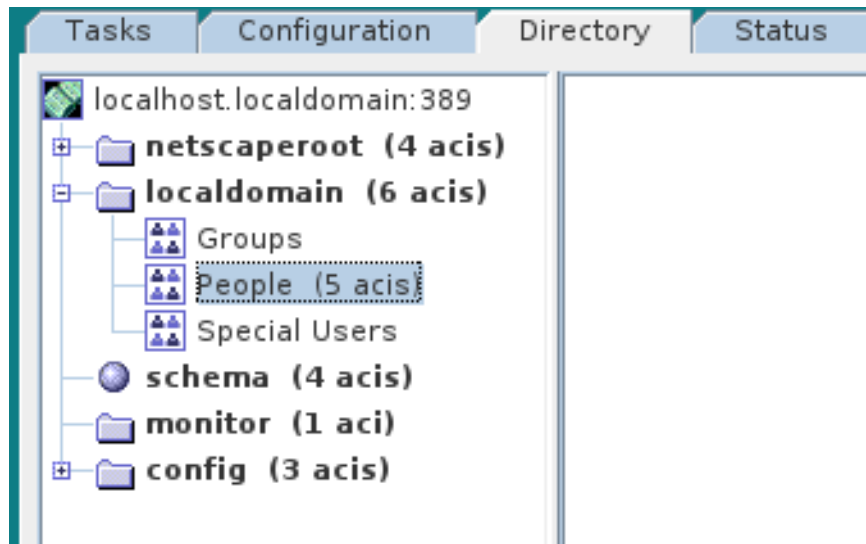 Tasks Configuration Directory Status
localhost.localdomain:389
netscaperoot (4 acis)
localdomain (6 acis)
Groups
People (5 acis)
Special Users
schema (4 acis)
monitor (1 aci)
config (3 acis)